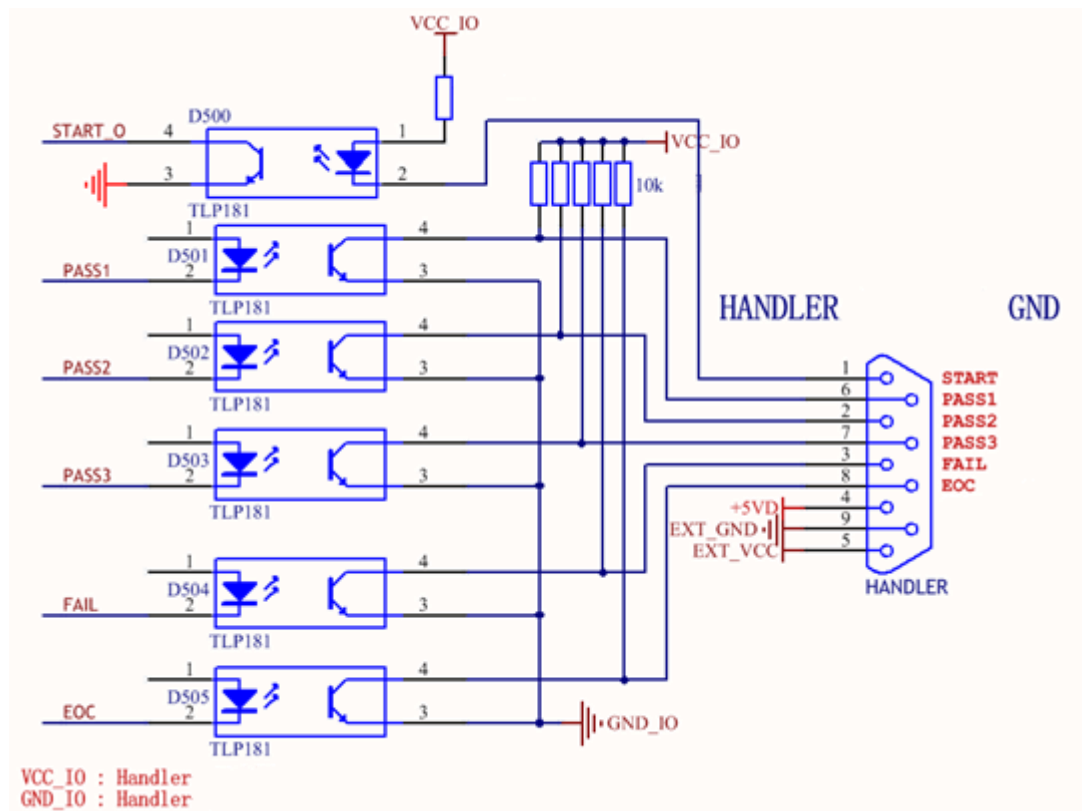 VCC_IO
D500
START_O 4 1
3 2
TLP181
VCC_IO
10k
1 4
D501
PASS1 2 3
TLP181
1 4
D502
PASS2 2 3
TLP181
1 4
D503
PASS3 2 3
TLP181
1 4
D504
FAIL 2 3
TLP181
1 4
D505
EOC 2 3
TLP181
GND_IO
HANDLER GND
1 START
6 PASS1
2 PASS2
7 PASS3
3 FAIL
8 EOC
+5VD 4
EXT_GND 9
EXT_VCC 5
HANDLER
VCC_IO : Handler
GND_IO : Handler